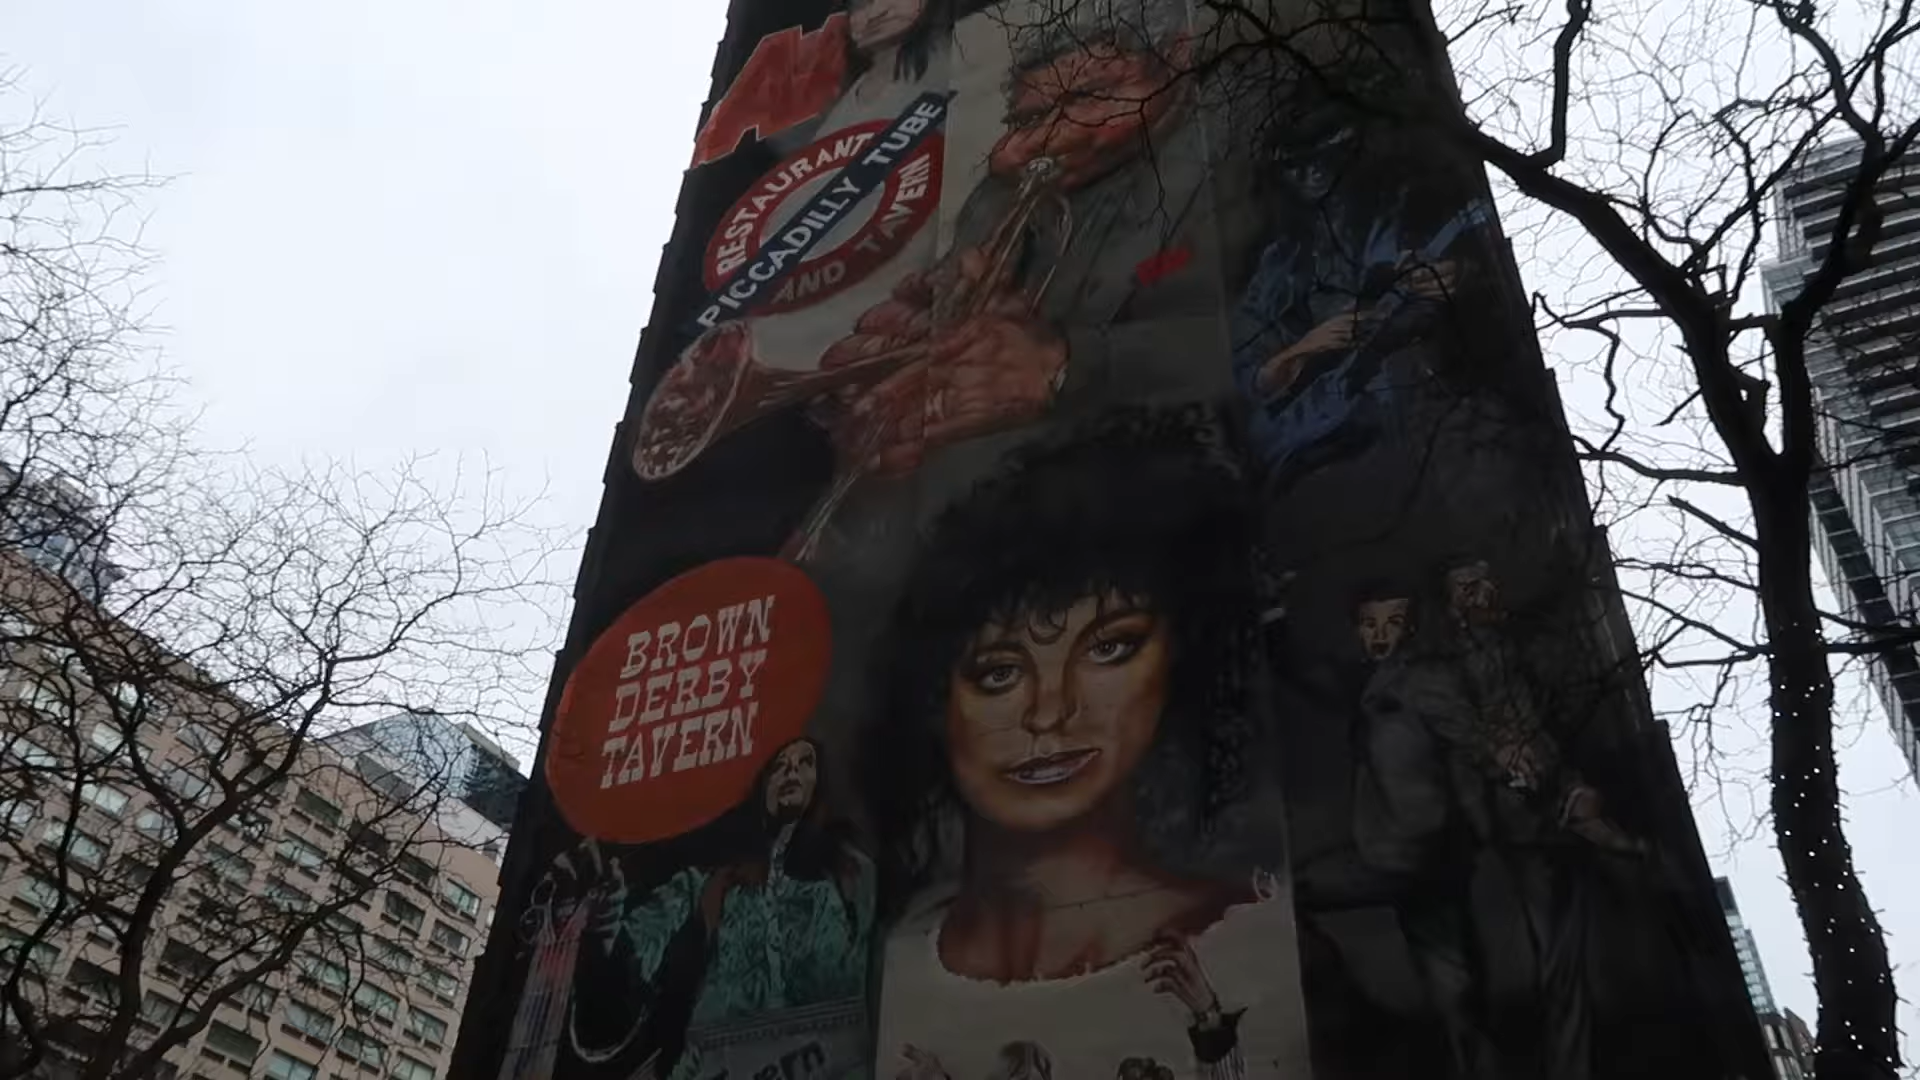 RESTAURANT
PICCADILLY TUBE
AND TAVERN
BROWN
DERBY
TAVERN